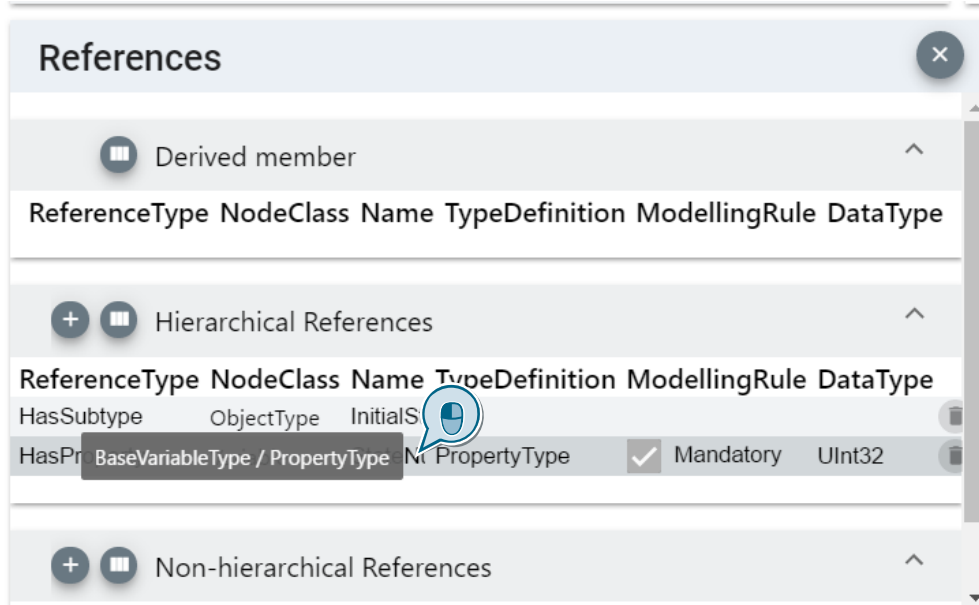 References
Derived member
ReferenceType NodeClass Name TypeDefinition ModellingRule DataType
Hierarchical References
ReferenceType NodeClass Name TypeDefinition ModellingRule DataType
HasSubtype ObjectType
BaseVariableType / PropertyType
PropertyType Mandatory UInt32
Non-hierarchical References